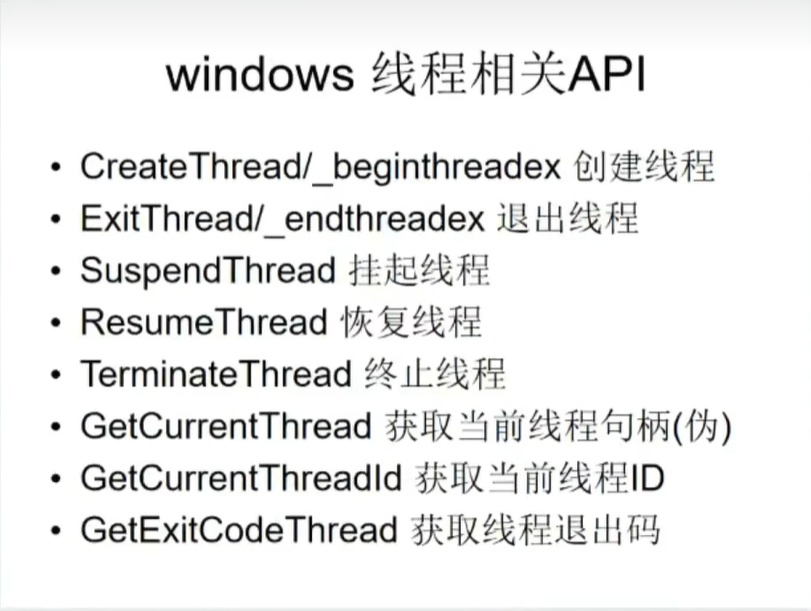 windows 线程相关API
• CreateThread/_beginthreadex 创建线程
• ExitThread/_endthreadex 退出线程
• SuspendThread 挂起线程
• ResumeThread 恢复线程
• TerminateThread 终止线程
• GetCurrentThread 获取当前线程句柄(伪)
• GetCurrentThreadId 获取当前线程ID
• GetExitCodeThread 获取线程退出码